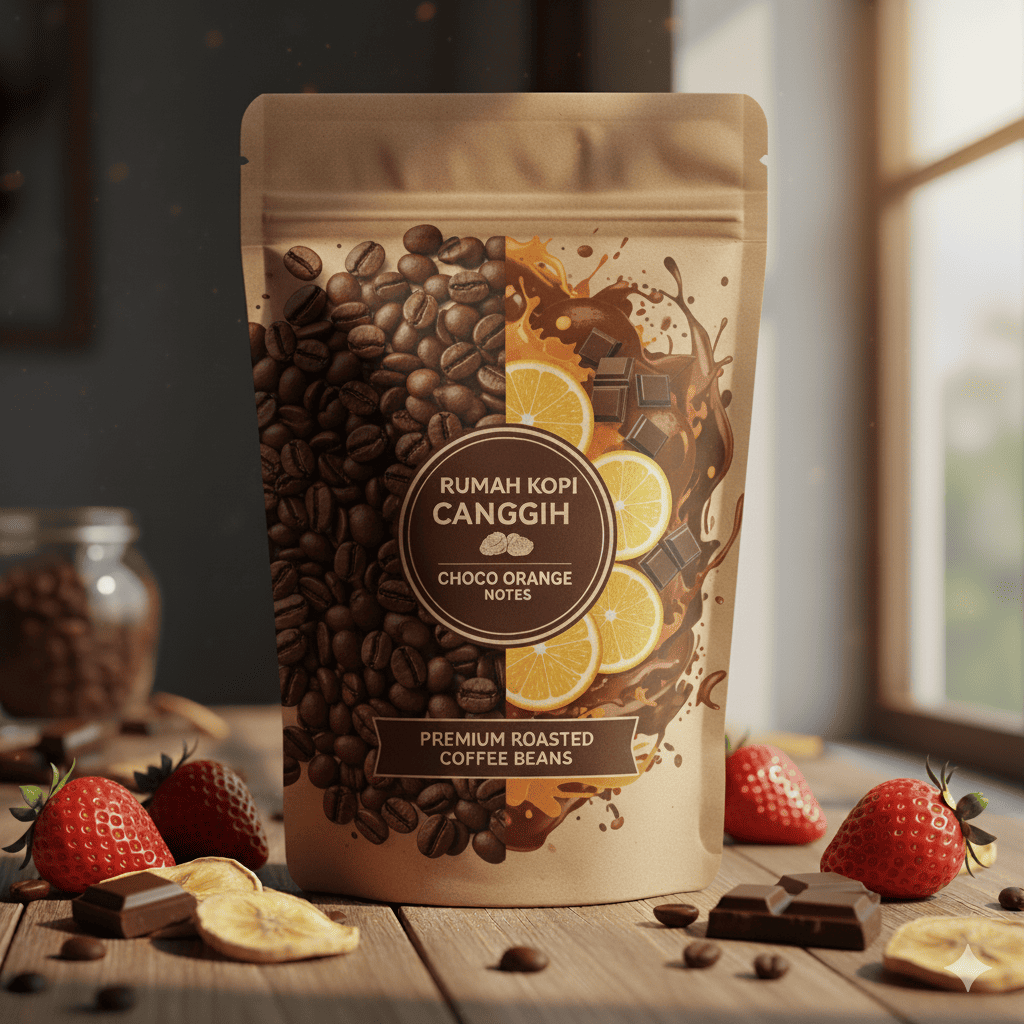 RUMAH KOPI
CANGGIH
CHOCO ORANGE
NOTES
PREMIUM ROASTED
COFFEE BEANS